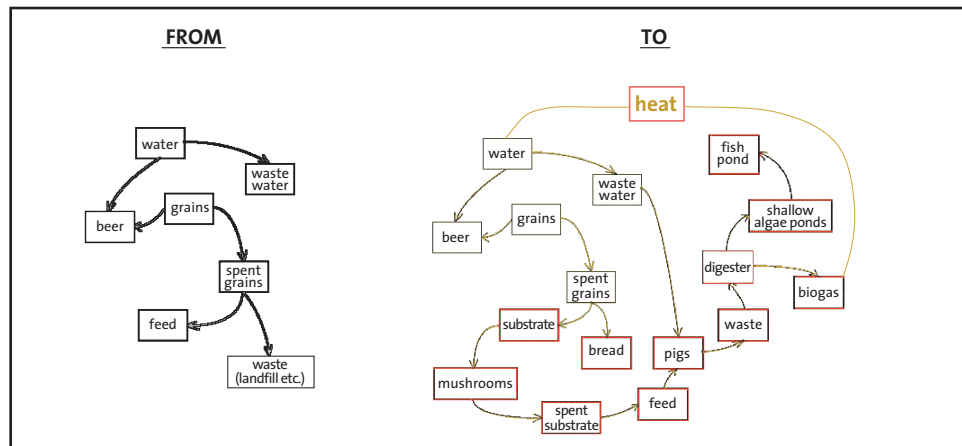 FROM
water
waste
water
grains
beer
spent
grains
feed
waste
(landfill etc.)
TO
heat
water
fish
pond
waste
water
shallow
algae ponds
grains
beer
digester
spent
grains
biogas
substrate
waste
bread
pigs
mushrooms
feed
spent
substrate